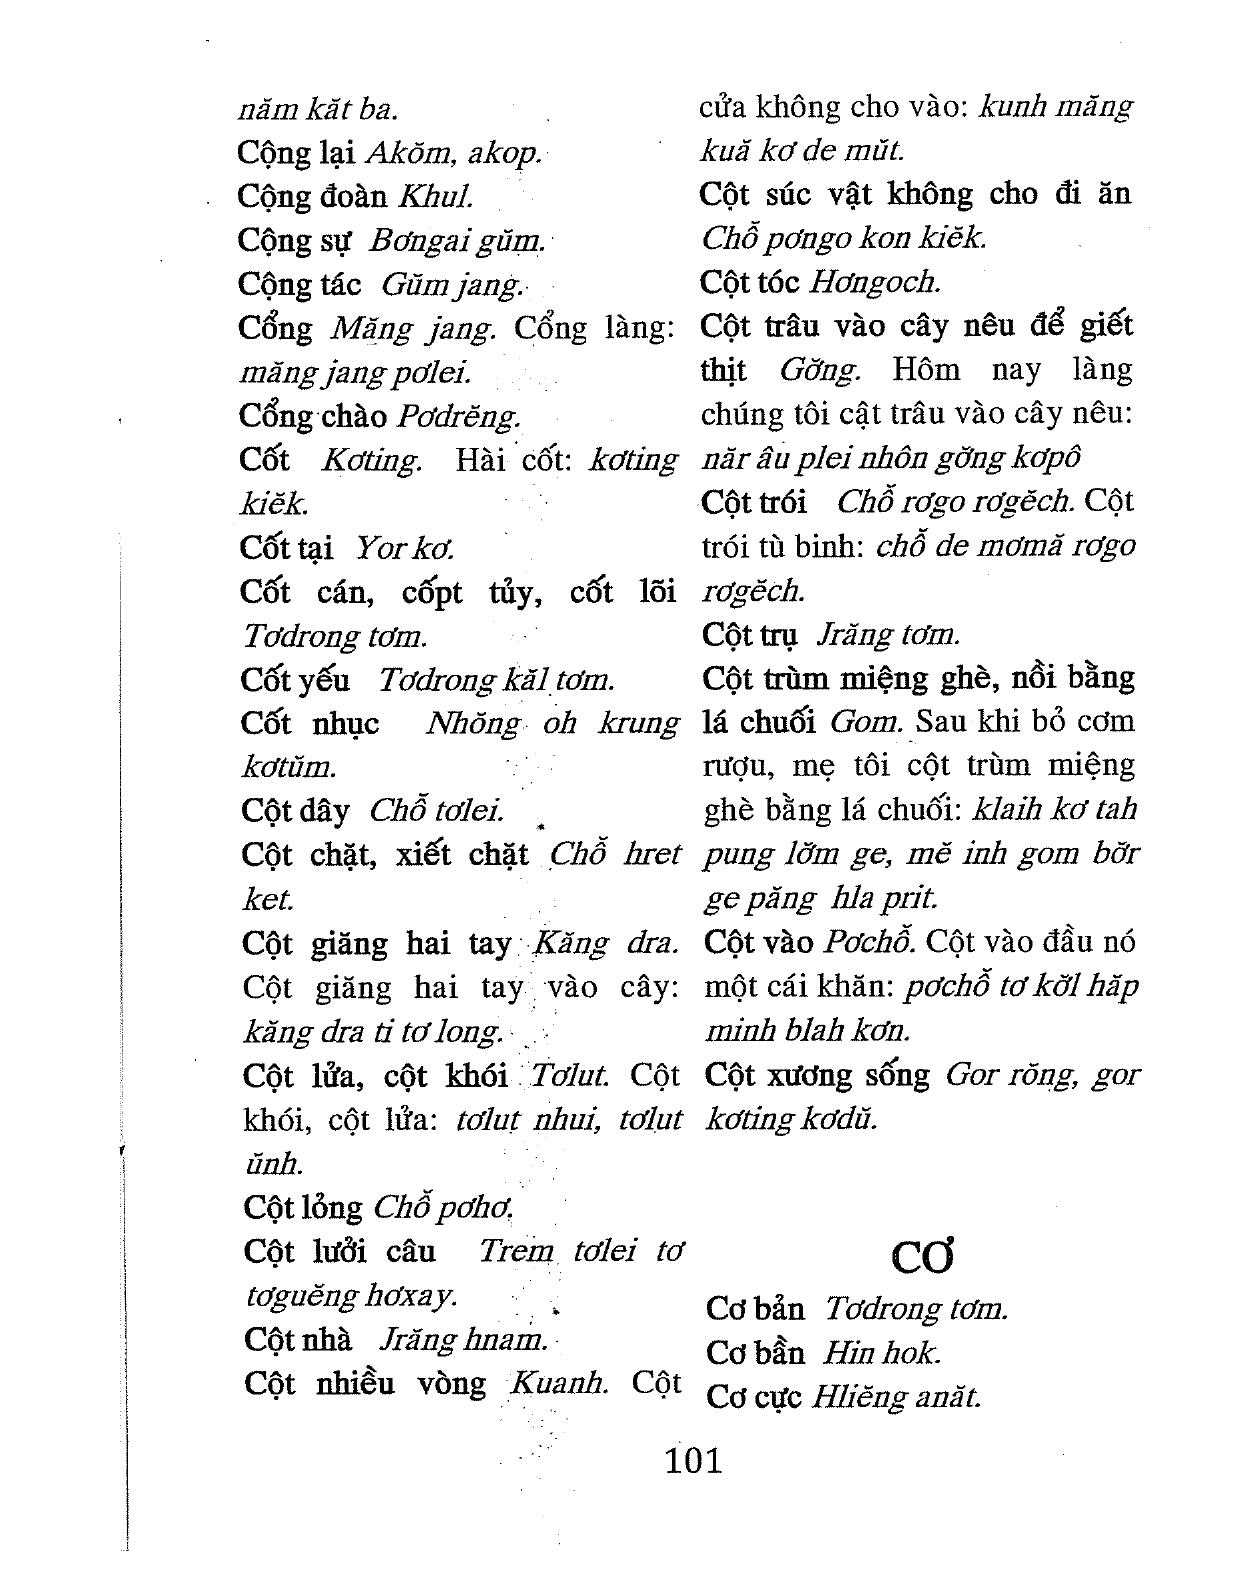 năm kăt ba.
Cộng lại Akŏm, akop.
Cộng đoàn Khul.
Cộng sự Bơngai gŭm.
Cộng tác Gŭm jang.
Cổng Măng jang. Cổng làng:
măng jang pơlei.
Cổng chào Pơdrĕng.
Cốt Kơting. Hài cốt: kơting
kiĕk.
Cốt tại Yor kơ.
Cốt cán, cốpt tủy, cốt lõi
Tơdrong tơm.
Cốt yếu Tơdrong kăl tơm.
Cốt nhục Nhŏng oh krung
kơtŭm.
Cột dây Chỗ tơlei.
Cột chặt, xiết chặt Chỗ hret
ket.
Cột giăng hai tay Kăng dra.
Cột giăng hai tay vào cây:
kăng dra ti tơ long.
Cột lửa, cột khói Tơlut. Cột
khói, cột lửa: tơlut nhui, tơlut
ŭnh.
Cột lỏng Chỗ pơhơ.
Cột lưởi câu Trem tơlei tơ
tơguĕng hơxay.
Cột nhà Jrăng hnam.
Cột nhiều vòng Kuanh. Cột
cửa không cho vào: kunh măng
kuă kơ de mŭt.
Cột súc vật không cho đi ăn
Chỗ pơngo kon kiĕk.
Cột tóc Hơngoch.
Cột trâu vào cây nêu để giết
thịt Gơ̆ng. Hôm nay làng
chúng tôi cật trâu vào cây nêu:
năr âu plei nhôn gơ̆ng kơpô
Cột trói Chỗ rơgo rơgĕch. Cột
trói tù binh: chỗ de mơmă rơgo
rơgĕch.
Cột trụ Jrăng tơm.
Cột trùm miệng ghè, nồi bằng
lá chuối Gom. Sau khi bỏ cơm
rượu, mẹ tôi cột trùm miệng
ghè bằng lá chuối: klaih kơ tah
pung lơ̆m ge, mĕ inh gom bơ̆r
ge păng hla prit.
Cột vào Pơchỗ. Cột vào đầu nó
một cái khăn: pơchỗ tơ kơ̆l hăp
minh blah kơn.
Cột xương sống Gor rŏng, gor
kơting kơdŭ.
CƠ
Cơ bản Tơdrong tơm.
Cơ bần Hin hok.
Cơ cực Hliĕng anăt.
101